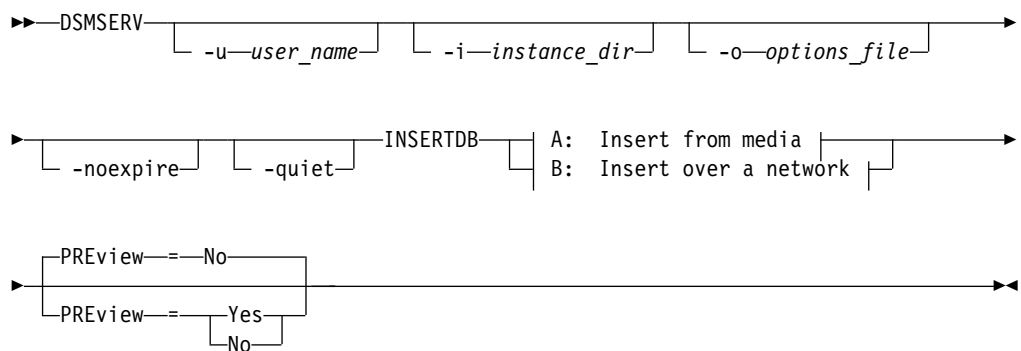 DSMSERV
-u user_name -i instance_dir -o options_file
-noexpire -quiet INSERTDB A: Insert from media
B: Insert over a network
PREview = No
PREview = Yes
No